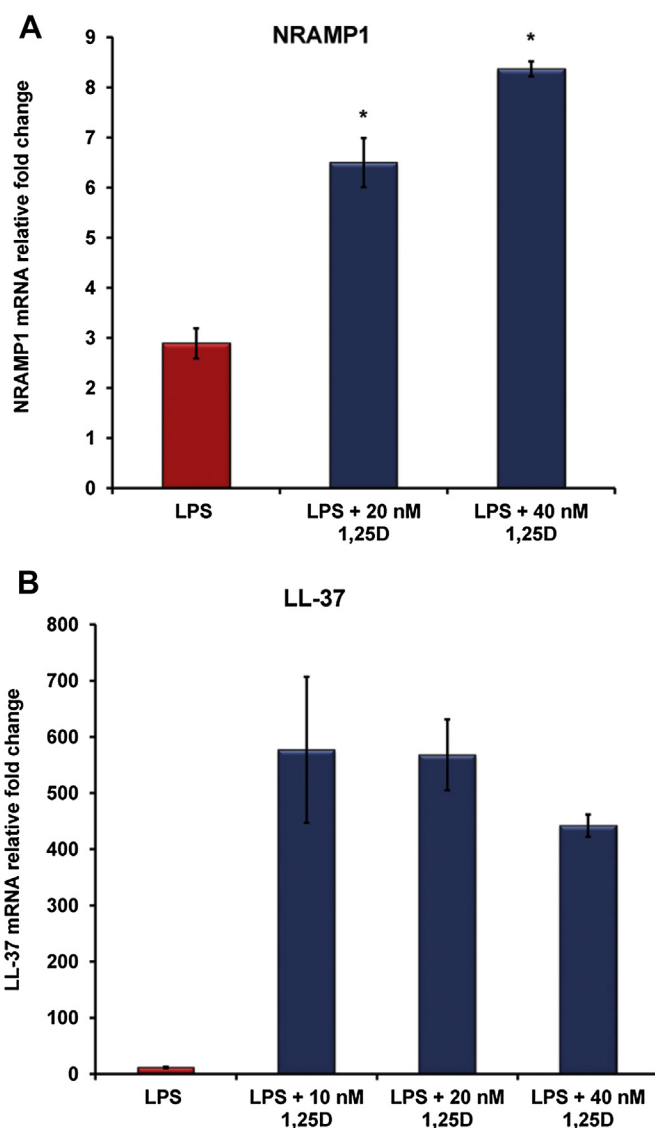 A
NRAMP1
NRAMP1 mRNA relative fold change
9
8
7
6
5
4
3
2
1
0
*
*
LPS
LPS + 20 nM
1,25D
LPS + 40 nM
1,25D
B
LL-37
LL-37 mRNA relative fold change
800
700
600
500
400
300
200
100
0
LPS
LPS + 10 nM
1,25D
LPS + 20 nM
1,25D
LPS + 40 nM
1,25D